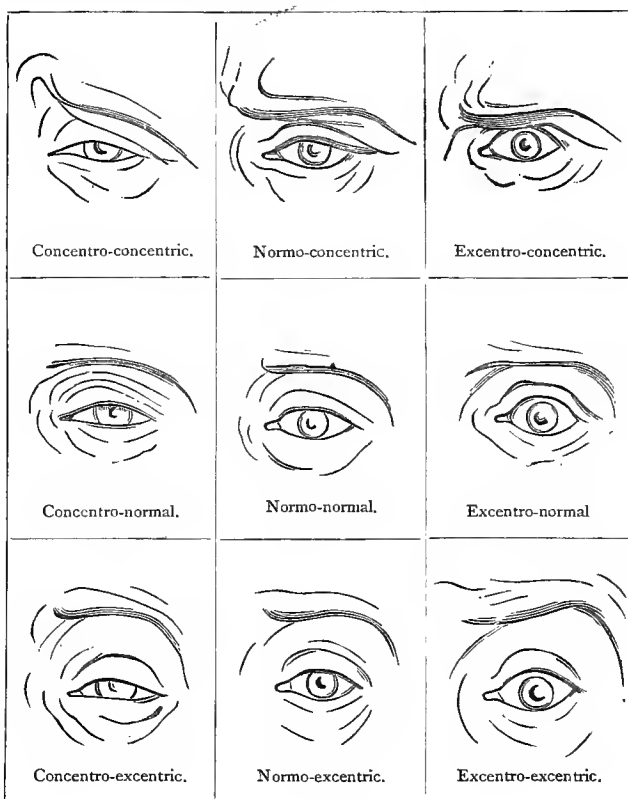 Concentro-concentric.
Normo-concentric.
Excentro-concentric.
Concentro-normal.
Normo-normal.
Excentro-normal
Concentro-excentric.
Normo-excentric.
Excentro-excentric.